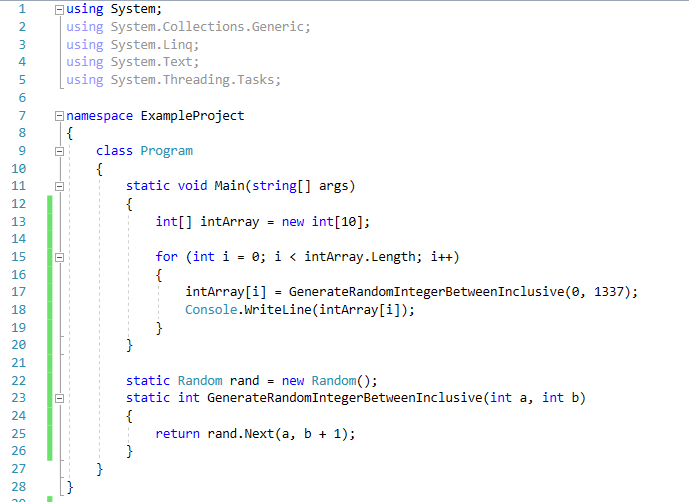 1 using System;
2 using System.Collections.Generic;
3 using System.Linq;
4 using System.Text;
5 using System.Threading.Tasks;
6
7 namespace ExampleProject
8 {
9 class Program
10 {
11 static void Main(string[] args)
12 {
13 int[] intArray = new int[10];
14
15 for (int i = 0; i < intArray.Length; i++)
16 {
17 intArray[i] = GenerateRandomIntegerBetweenInclusive(0, 1337);
18 Console.WriteLine(intArray[i]);
19 }
20 }
21
22 static Random rand = new Random();
23 static int GenerateRandomIntegerBetweenInclusive(int a, int b)
24 {
25 return rand.Next(a, b + 1);
26 }
27 }
28 }